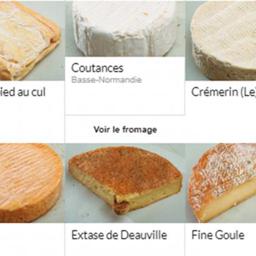 ied au cul
Coutances
Basse-Normandie
Crémerin (Le)
Voir le fromage
Extase de Deauville
Fine Goule